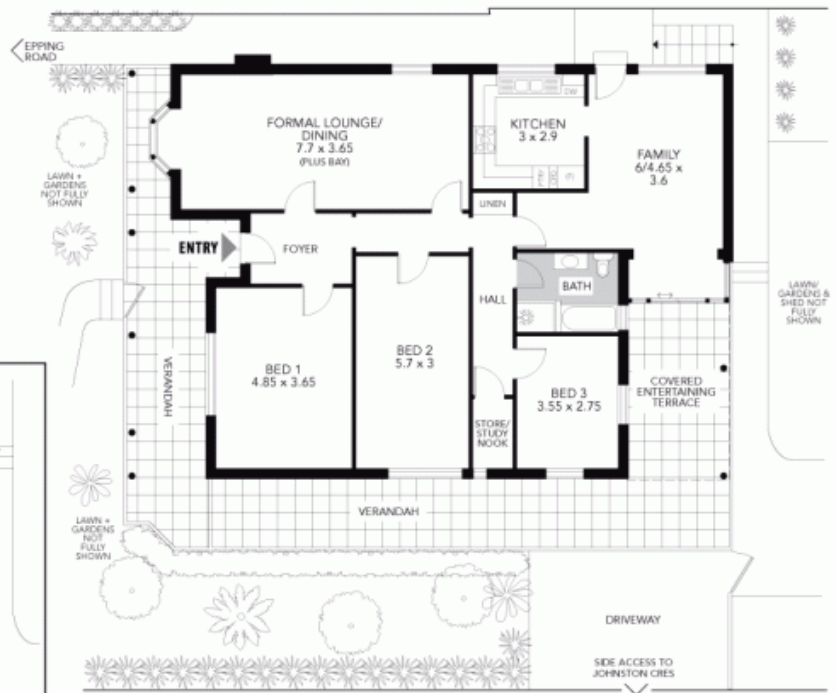 EPPING
ROAD
FORMAL LOUNGE/
DINING
7.7 x 3.65
(PLUS BAY)
KITCHEN
3 x 2.9
DW
PTRY
(F)
FAMILY
6/4.65 x
3.6
LAWN +
GARDENS
NOT FULLY
SHOWN
LINEN
ENTRY
FOYER
BATH
HALL
LAWN/
GARDENS &
SHED NOT
FULLY
SHOWN
BED 1
4.85 x 3.65
BED 2
5.7 x 3
BED 3
3.55 x 2.75
VERANDAH
COVERED
ENTERTAINING
TERRACE
STORE/
STUDY
NOOK
VERANDAH
LAWN +
GARDENS
NOT
FULLY
SHOWN
DRIVEWAY
SIDE ACCESS TO
JOHNSTON CRES